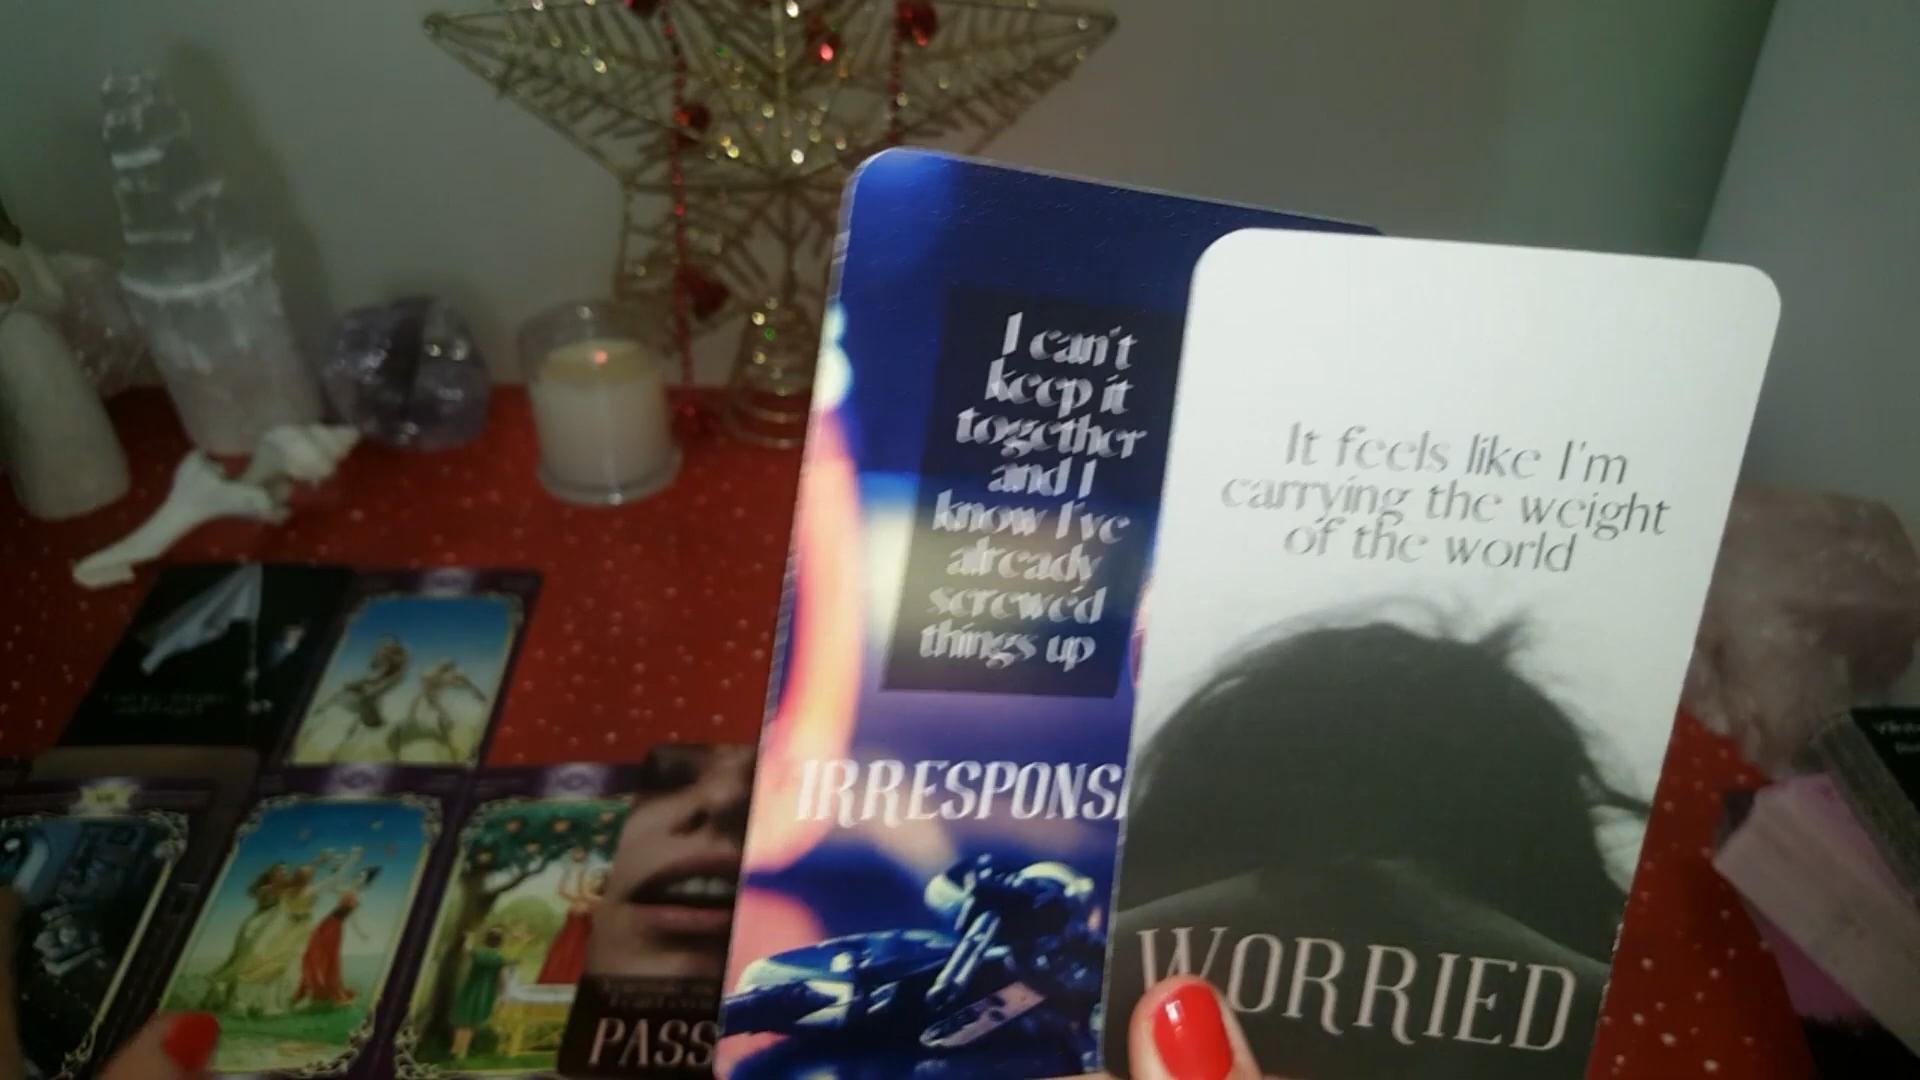 I can't
keep it
together
and I
know I've
already
screwed
things up
IRRESPONSI
It feels like I'm
carrying the weight
of the world
WORRIED
PASS